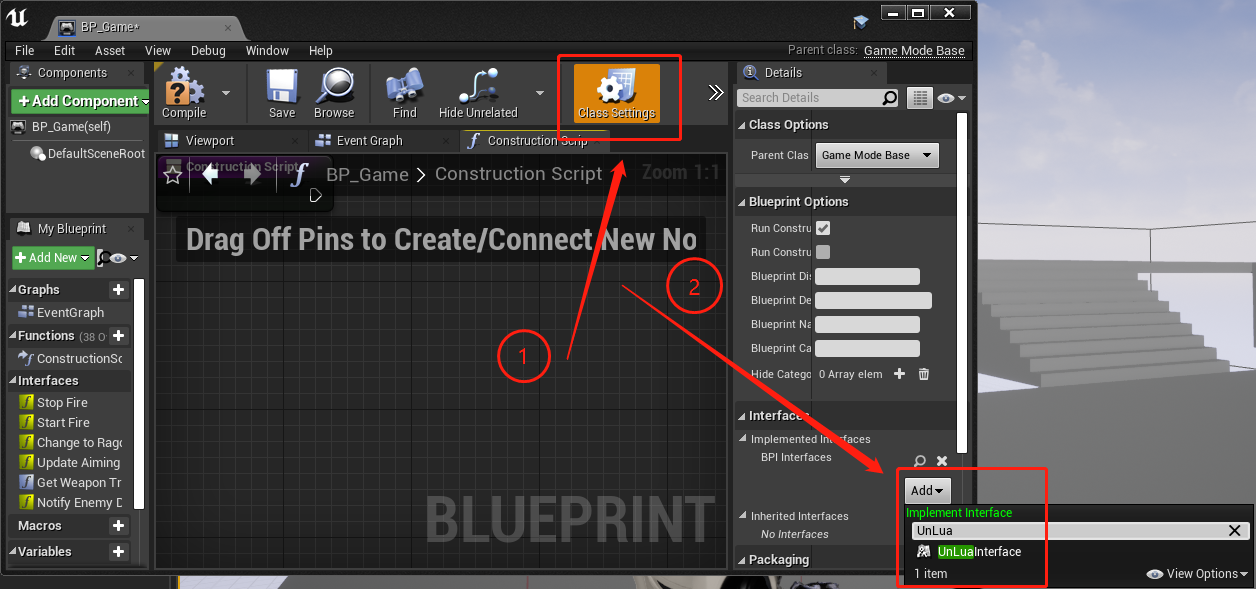 BP_Game*
File Edit Asset View Debug Window Help
Parent class: Game Mode Base
Components
Add Component
BP_Game(self)
DefaultSceneRoot
Compile
Save
Browse
Find
Hide Unrelated
Class Settings
Viewport
Event Graph
Construction Scrip
Construction Script
BP_Game > Construction Script
Zoom 1:1
Drag Off Pins to Create/Connect New No
BLUEPRINT
1
2
My Blueprint
Add New
Graphs
EventGraph
Functions (38 O
ConstructionSc
Interfaces
Stop Fire
Start Fire
Change to Rago
Update Aiming
Get Weapon Tr
Notify Enemy D
Macros
Variables
Details
Search Details
Class Options
Parent Clas
Game Mode Base
Blueprint Options
Run Constru
Run Constru
Blueprint Dis
Blueprint De
Blueprint Na
Blueprint Ca
Hide Catego
0 Array elem
Interfaces
Implemented Interfaces
BPI Interfaces
Add
Implement Interface
UnLua
UnLuaInterface
1 item
View Options
Inherited Interfaces
No Interfaces
Packaging